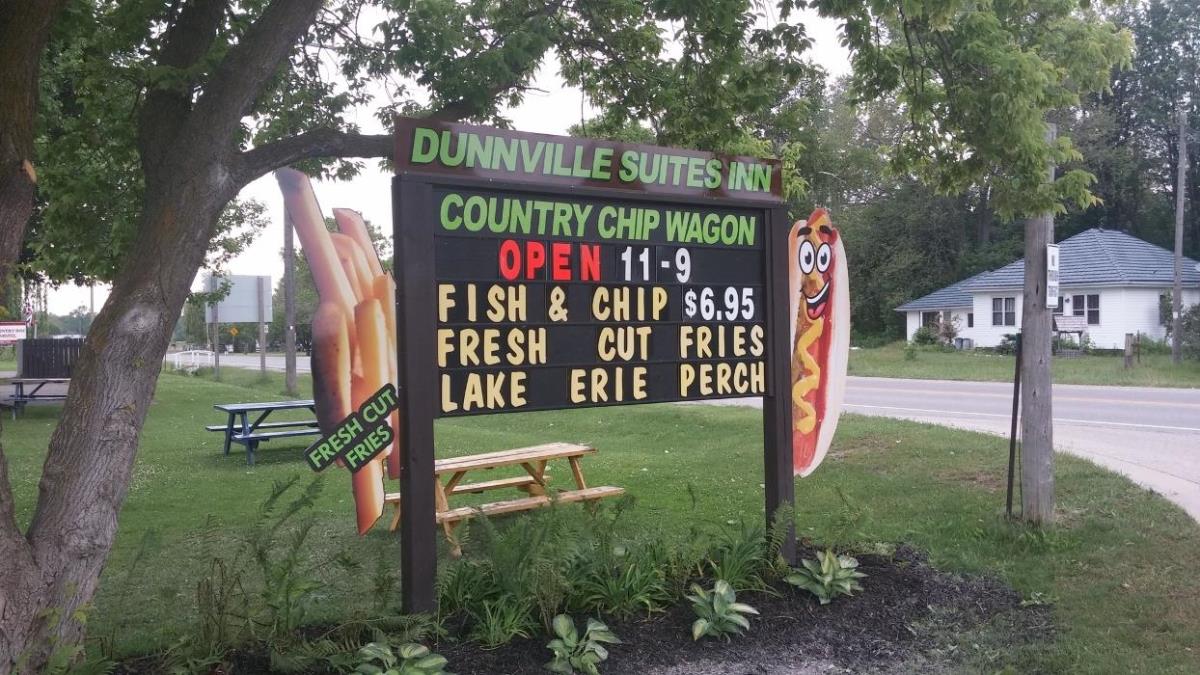 DUNNVILLE SUITES INN
COUNTRY CHIP WAGON
OPEN 11-9
FISH & CHIP $6.95
FRESH CUT FRIES
LAKE ERIE PERCH
FRESH CUT
FRIES